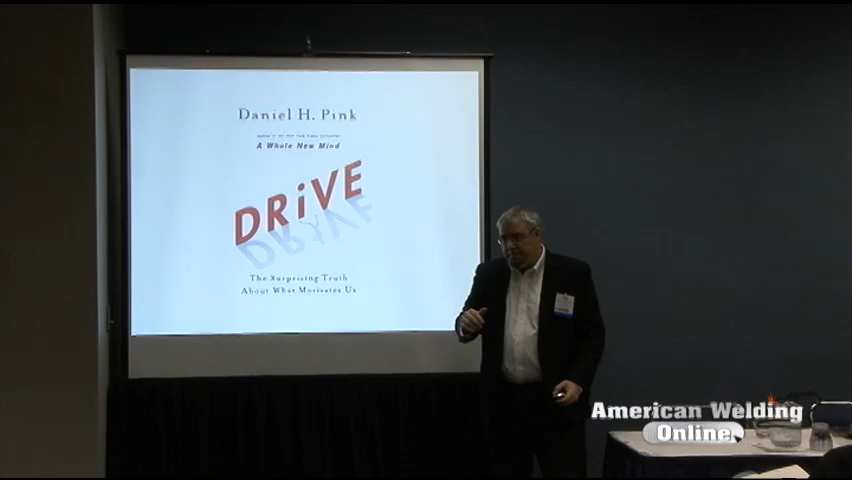 Daniel H. Pink
A Whole New Mind
DRiVE
The Surprising Truth
About What Motivates Us
American Welding
Online